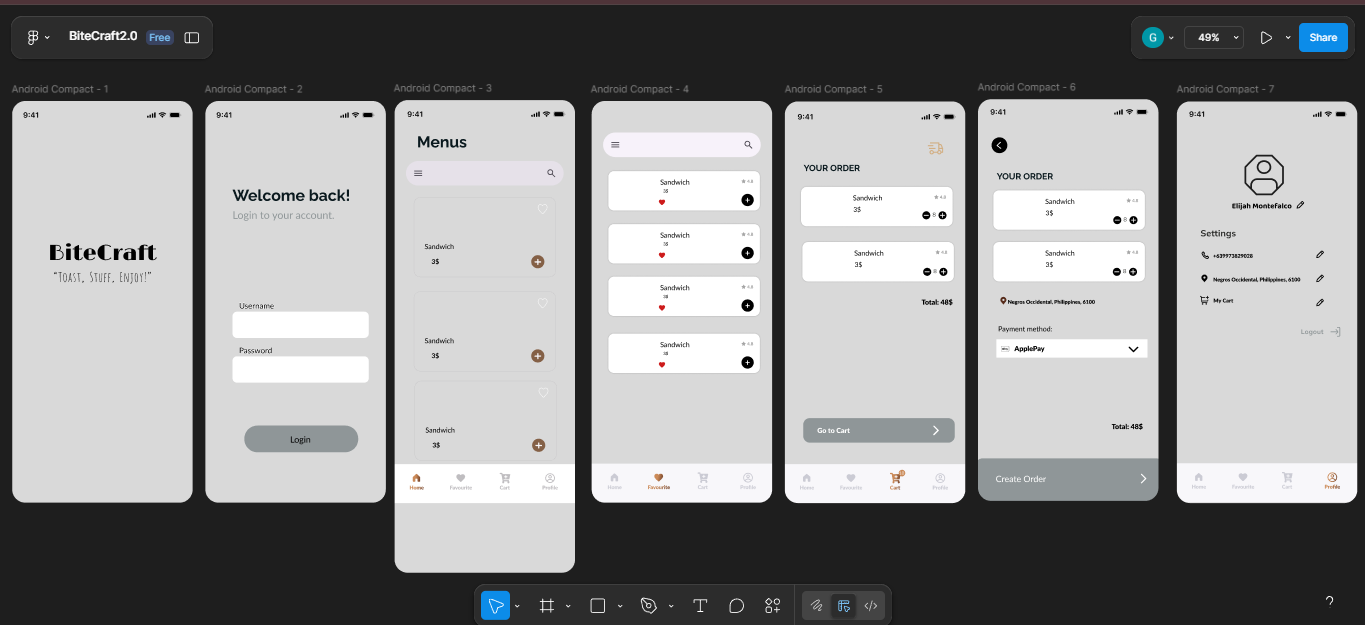 BiteCraft2.0 Free
G 49% Share
Android Compact - 1
9:41
BiteCraft
"Toast, Stuff, Enjoy!"
Android Compact - 2
9:41
Welcome back!
Login to your account.
Username
Password
Login
Android Compact - 3
9:41
Menus
Sandwich
3$
Sandwich
3$
Sandwich
3$
Home Favourite Cart Profile
Android Compact - 4
Sandwich 4.8
3$
Sandwich 4.8
3$
Sandwich 4.8
3$
Sandwich 4.8
3$
Home Favourite Cart Profile
Android Compact - 5
9:41
YOUR ORDER
Sandwich 4.8
3$
8
Sandwich 4.8
3$
8
Total: 48$
Go to Cart
Home Favourite Cart Profile
Android Compact - 6
9:41
YOUR ORDER
Sandwich 4.8
3$
8
Sandwich 4.8
3$
8
Negros Occidental, Philippines, 6100
Payment method:
ApplePay
Total: 48$
Create Order
Android Compact - 7
9:41
Elijah Montefalco
Settings
+639973829028
Negros Occidental, Philippines, 6100
My Cart
Logout
Home Favourite Cart Profile
?